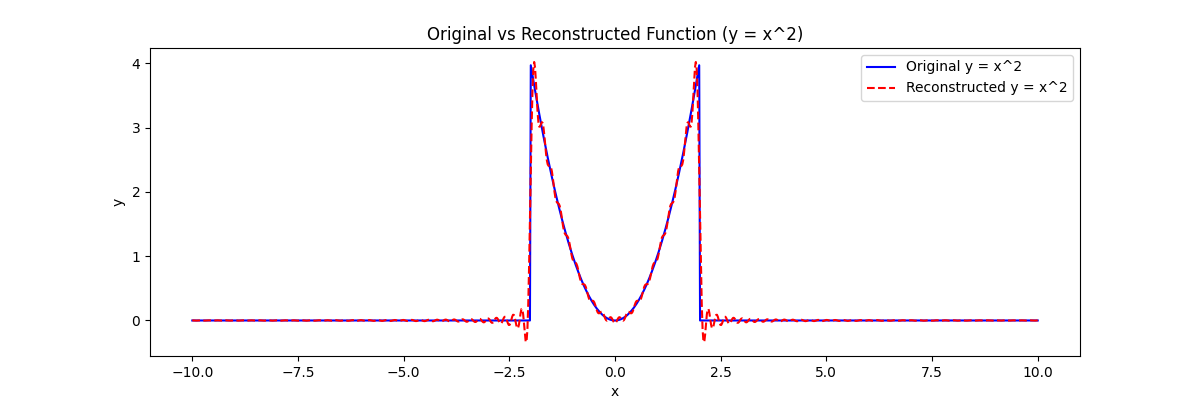 Original vs Reconstructed Function (y = x^2)
Original y = x^2
Reconstructed y = x^2
y
4
3
2
1
0
−10.0 −7.5 −5.0 −2.5 0.0 2.5 5.0 7.5 10.0
x